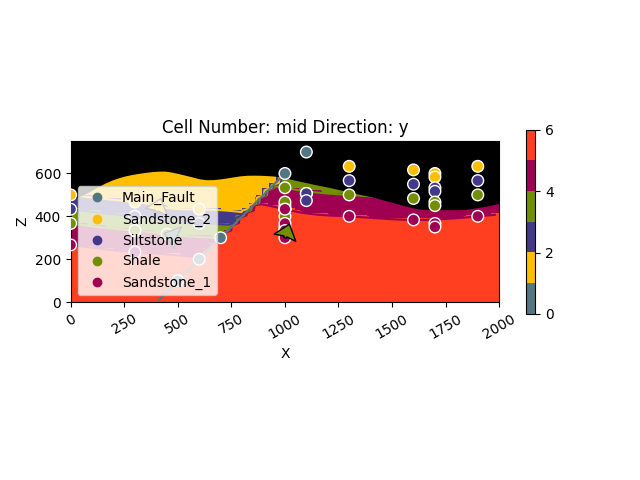 Cell Number: mid Direction: y
Z
600
400
200
0
Main_Fault
Sandstone_2
Siltstone
Shale
Sandstone_1
0
250
500
750
1000
1250
1500
1750
2000
X
6
4
2
0